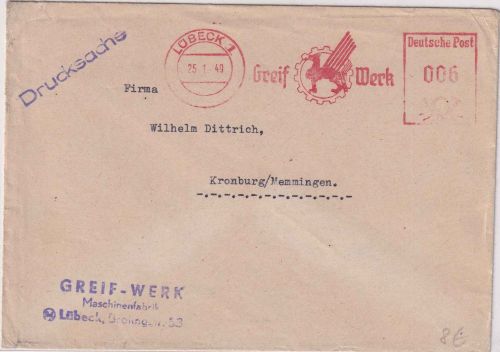 Drucksache
LÜBECK 1
25. 1. 49
Greif Werk
Deutsche Post
006
Firma
Wilhelm Dittrich,
Kronburg/Memmingen.
GREIF-WERK
Maschinenfabrik
Lübeck, 53
8€